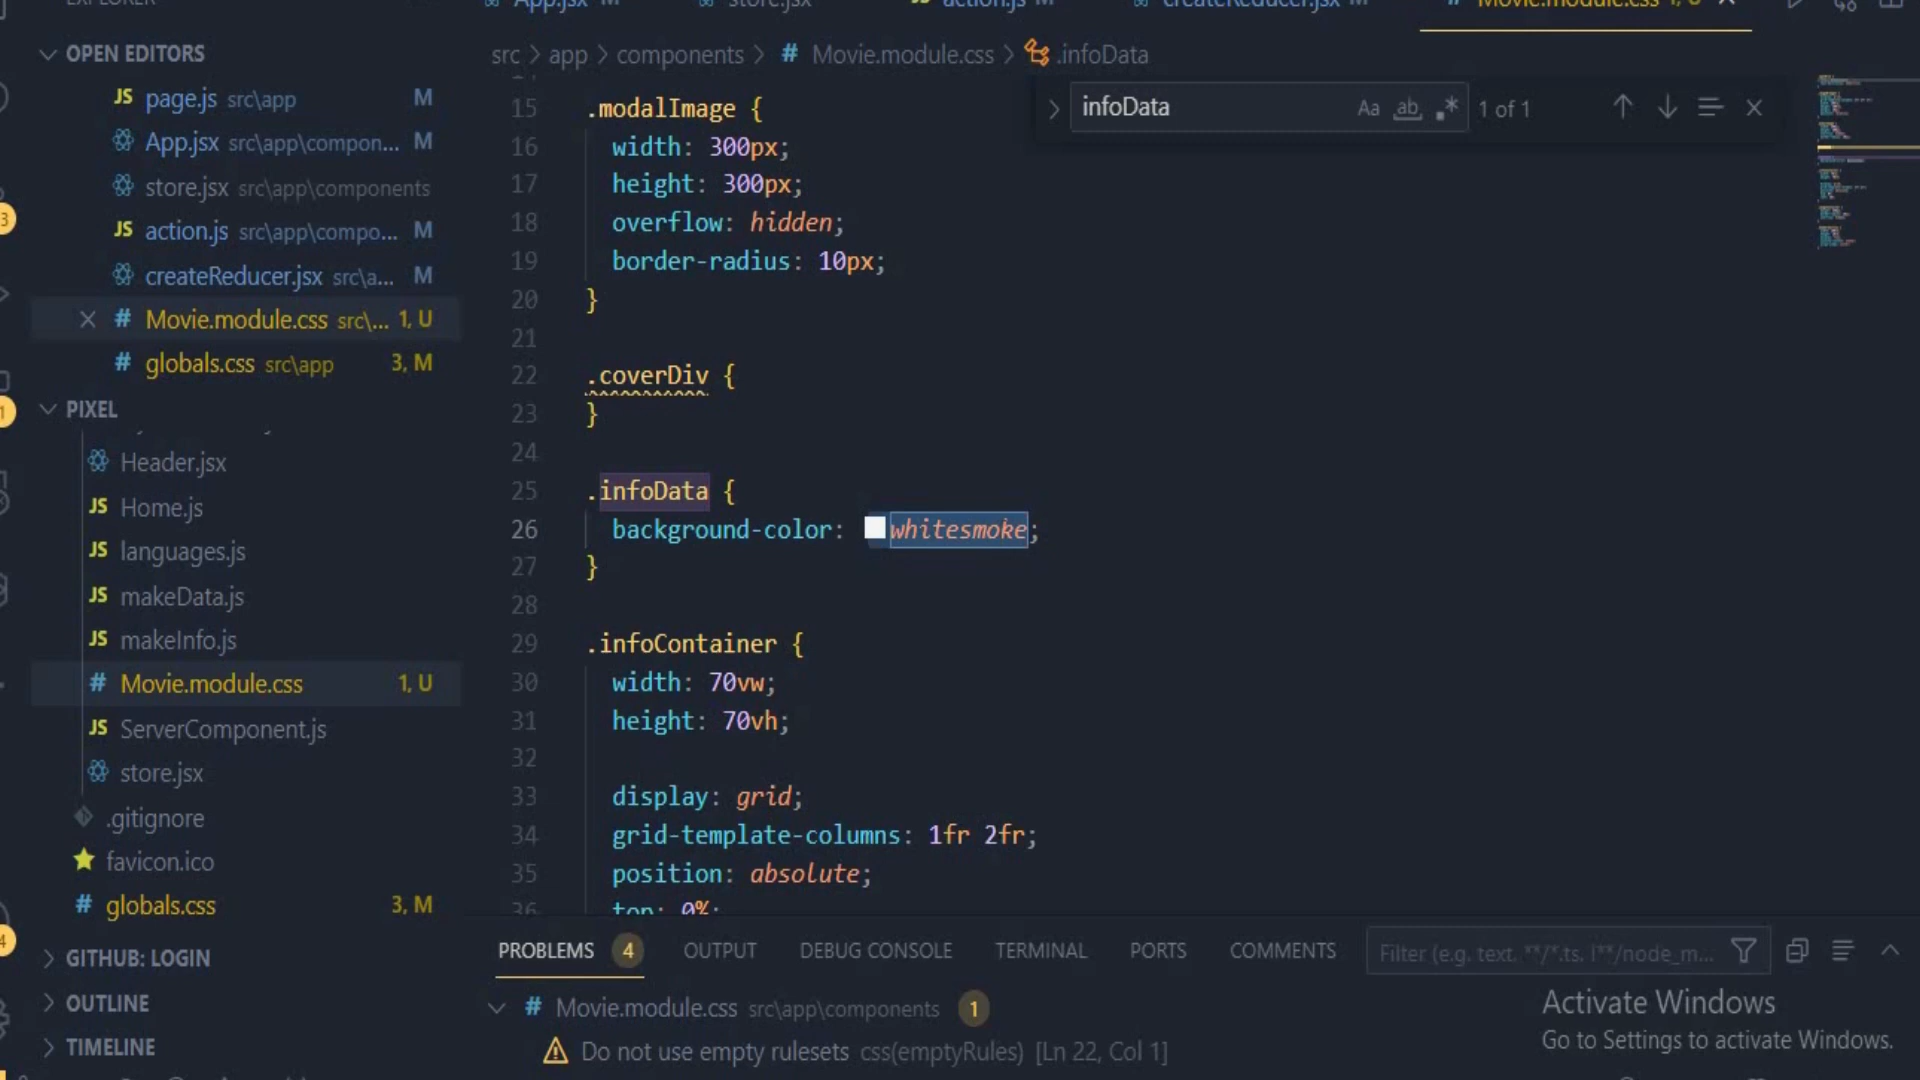 OPEN EDITORS
JS page.js src\app M
App.jsx src\app\compon... M
store.jsx src\app\components
JS action.js src\app\compo... M
createReducer.jsx src\a... M
# Movie.module.css src\... 1, U
# globals.css src\app 3, M
PIXEL
Header.jsx
JS Home.js
JS languages.js
JS makeData.js
JS makeInfo.js
# Movie.module.css 1, U
JS ServerComponent.js
store.jsx
.gitignore
favicon.ico
# globals.css 3, M
GITHUB: LOGIN
OUTLINE
TIMELINE
App.jsx M store.jsx action.js M createReducer.jsx M # Movie.module.css 1, U
src > app > components > # Movie.module.css > .infoData
infoData Aa ab 1 of 1
15 .modalImage {
16 width: 300px;
17 height: 300px;
18 overflow: hidden;
19 border-radius: 10px;
20 }
21
22 .coverDiv {
23 }
24
25 .infoData {
26 background-color: whitesmoke;
27 }
28
29 .infoContainer {
30 width: 70vw;
31 height: 70vh;
32
33 display: grid;
34 grid-template-columns: 1fr 2fr;
35 position: absolute;
36 top: 0%;
PROBLEMS 4 OUTPUT DEBUG CONSOLE TERMINAL PORTS COMMENTS Filter (e.g. text, **/*.ts, !**/node_m...
# Movie.module.css src\app\components 1
Do not use empty rulesets css(emptyRules) [Ln 22, Col 1]
Activate Windows
Go to Settings to activate Windows.